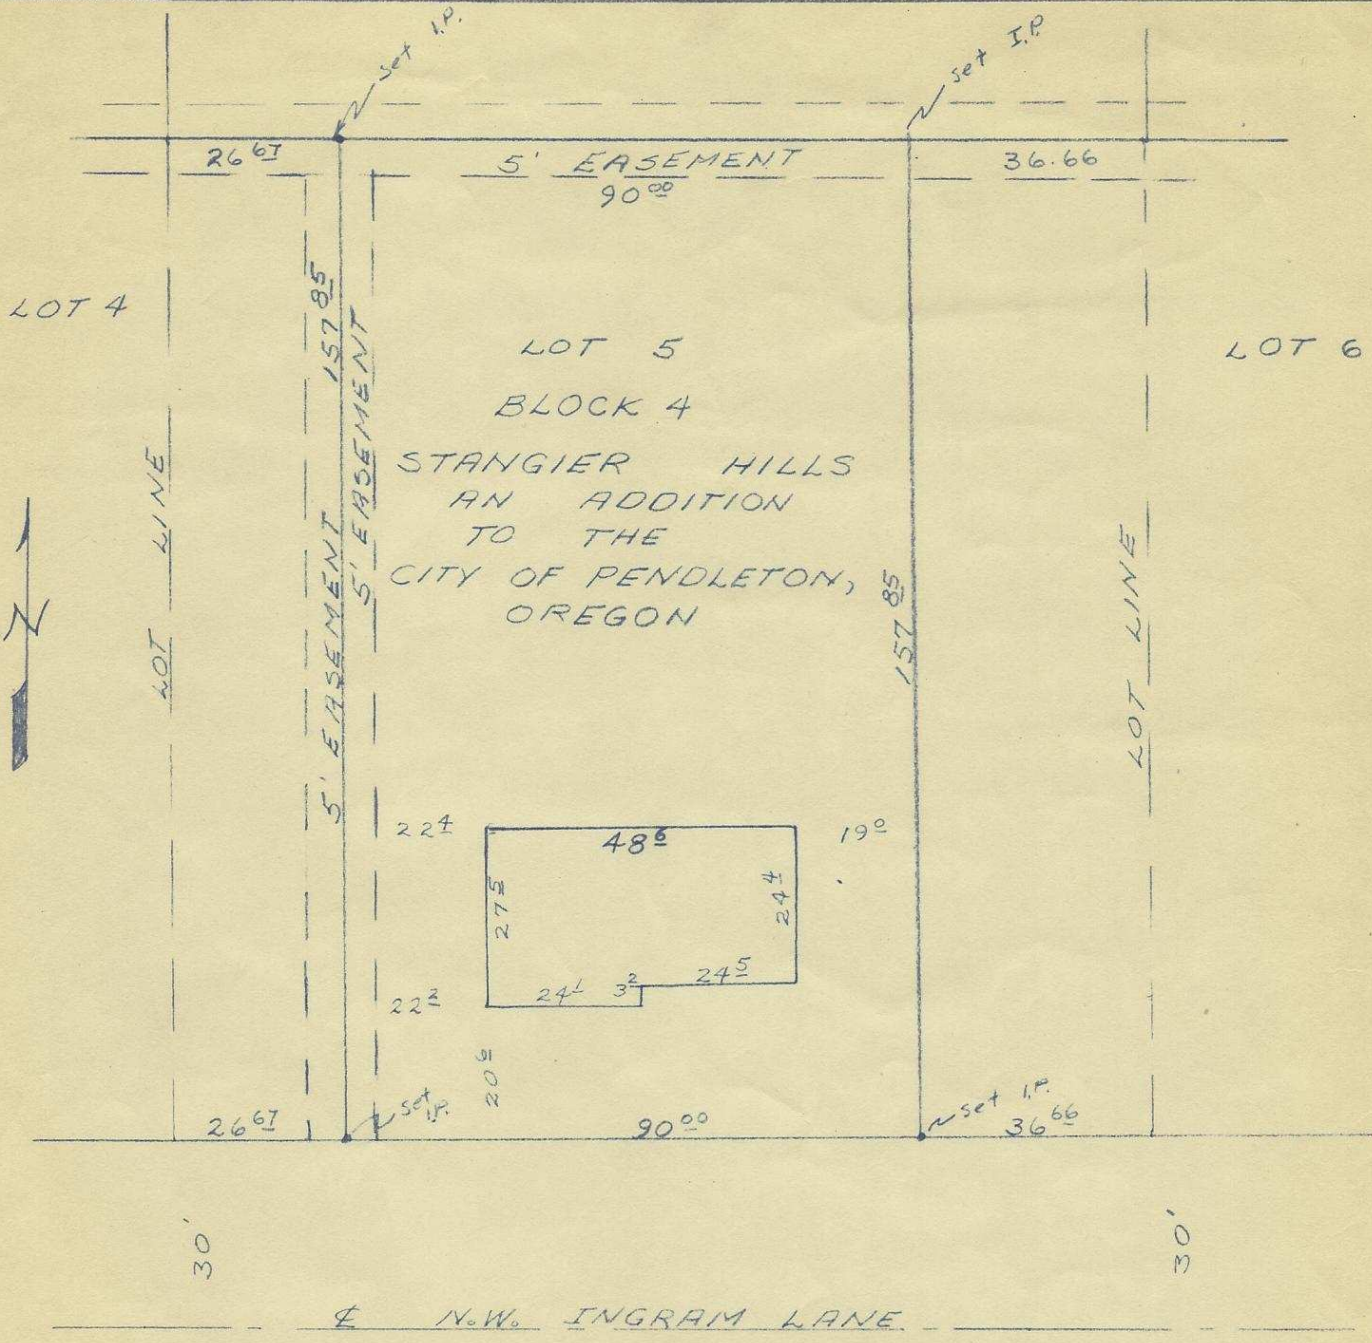 set I.P.
set I.P.
26 67
5' EASEMENT
36.66
90 00
LOT 4
157 85
5' EASEMENT
5' EASEMENT
LOT 5
BLOCK 4
STANGIER HILLS
AN ADDITION
TO THE
CITY OF PENDLETON,
OREGON
LOT 6
LOT LINE
LOT LINE
157 85
N
22 4
48 6
19 0
27 5
24 4
22 2
24 1
3 2
24 5
20 6
set I.P.
set I.P.
26 67
90 00
36 66
30'
30'
℄ N.W. INGRAM LANE